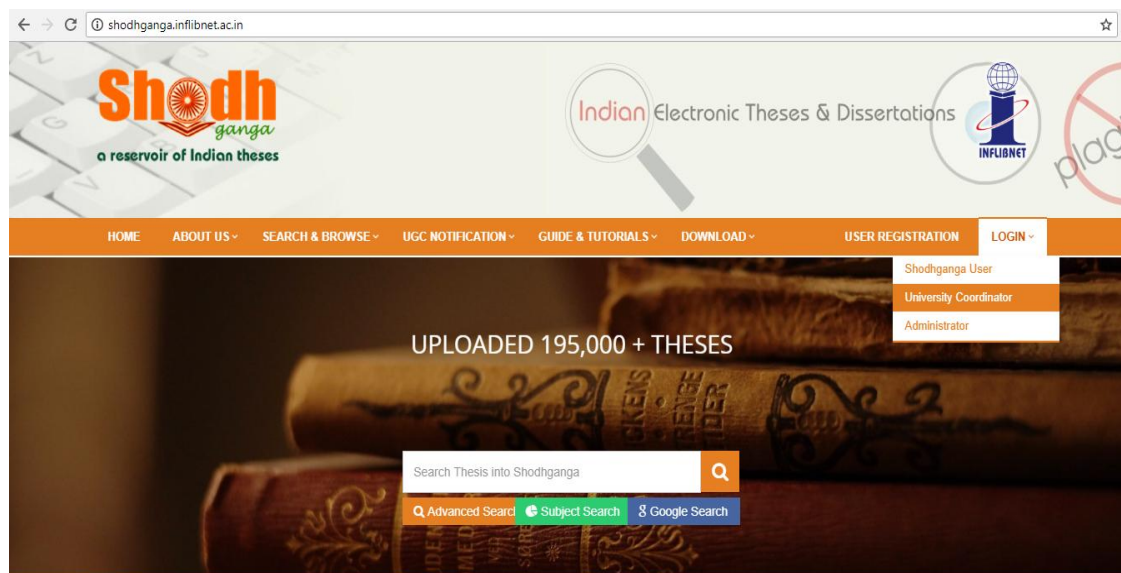 shodhganga.inflibnet.ac.in
Shodh
ganga
a reservoir of Indian theses
Indian Electronic Theses & Dissertations
INFLIBNET
HOME ABOUT US SEARCH & BROWSE UGC NOTIFICATION GUIDE & TUTORIALS DOWNLOAD USER REGISTRATION LOGIN
Shodhganga User
University Coordinator
Administrator
UPLOADED 195,000 + THESES
Search Thesis into Shodhganga
Advanced Search Subject Search Google Search